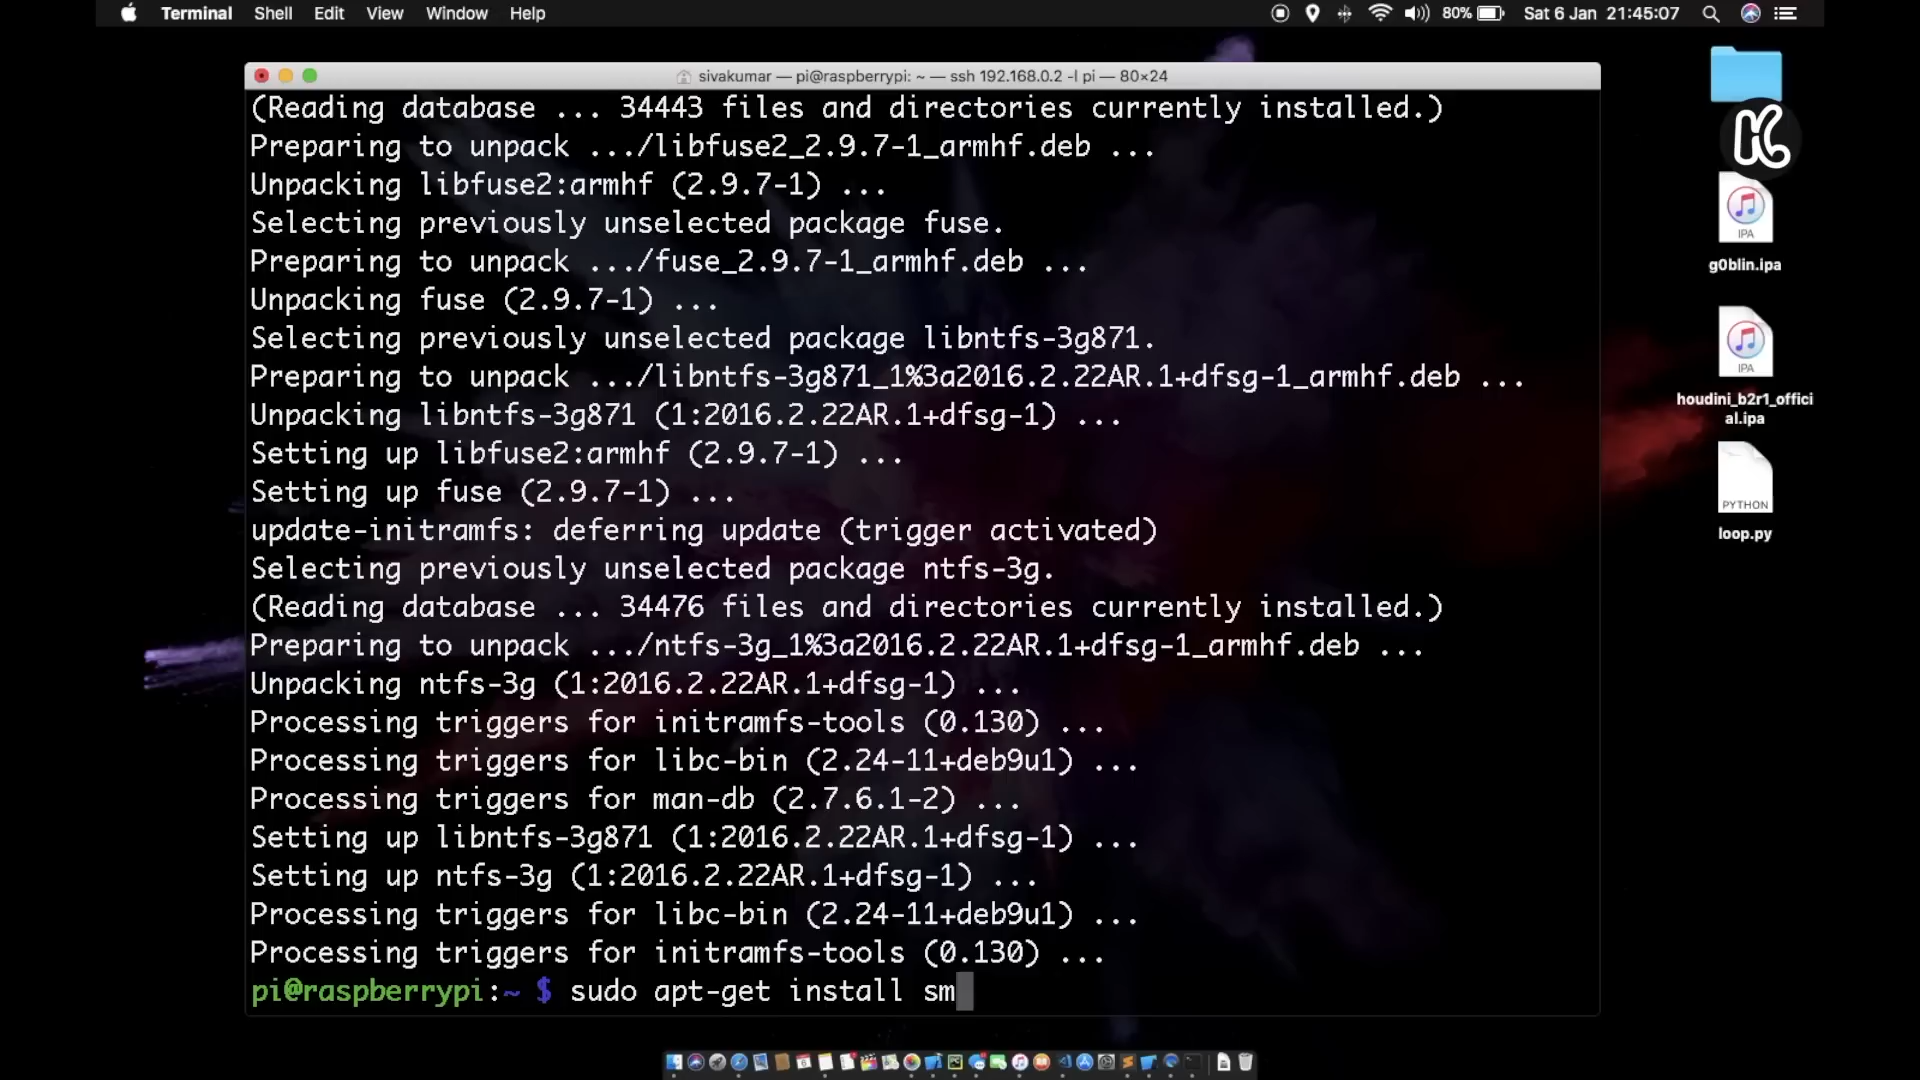 Terminal Shell Edit View Window Help 80% Sat 6 Jan 21:45:07
sivakumar — pi@raspberrypi: ~ — ssh 192.168.0.2 -l pi — 80×24
(Reading database ... 34443 files and directories currently installed.)
Preparing to unpack .../libfuse2_2.9.7-1_armhf.deb ...
Unpacking libfuse2:armhf (2.9.7-1) ...
Selecting previously unselected package fuse.
Preparing to unpack .../fuse_2.9.7-1_armhf.deb ...
Unpacking fuse (2.9.7-1) ...
Selecting previously unselected package libntfs-3g871.
Preparing to unpack .../libntfs-3g871_1%3a2016.2.22AR.1+dfsg-1_armhf.deb ...
Unpacking libntfs-3g871 (1:2016.2.22AR.1+dfsg-1) ...
Setting up libfuse2:armhf (2.9.7-1) ...
Setting up fuse (2.9.7-1) ...
update-initramfs: deferring update (trigger activated)
Selecting previously unselected package ntfs-3g.
(Reading database ... 34476 files and directories currently installed.)
Preparing to unpack .../ntfs-3g_1%3a2016.2.22AR.1+dfsg-1_armhf.deb ...
Unpacking ntfs-3g (1:2016.2.22AR.1+dfsg-1) ...
Processing triggers for initramfs-tools (0.130) ...
Processing triggers for libc-bin (2.24-11+deb9u1) ...
Processing triggers for man-db (2.7.6.1-2) ...
Setting up libntfs-3g871 (1:2016.2.22AR.1+dfsg-1) ...
Setting up ntfs-3g (1:2016.2.22AR.1+dfsg-1) ...
Processing triggers for libc-bin (2.24-11+deb9u1) ...
Processing triggers for initramfs-tools (0.130) ...
pi@raspberrypi:~ $ sudo apt-get install sm
IPA
g0blin.ipa
IPA
houdini_b2r1_offici
al.ipa
PYTHON
loop.py